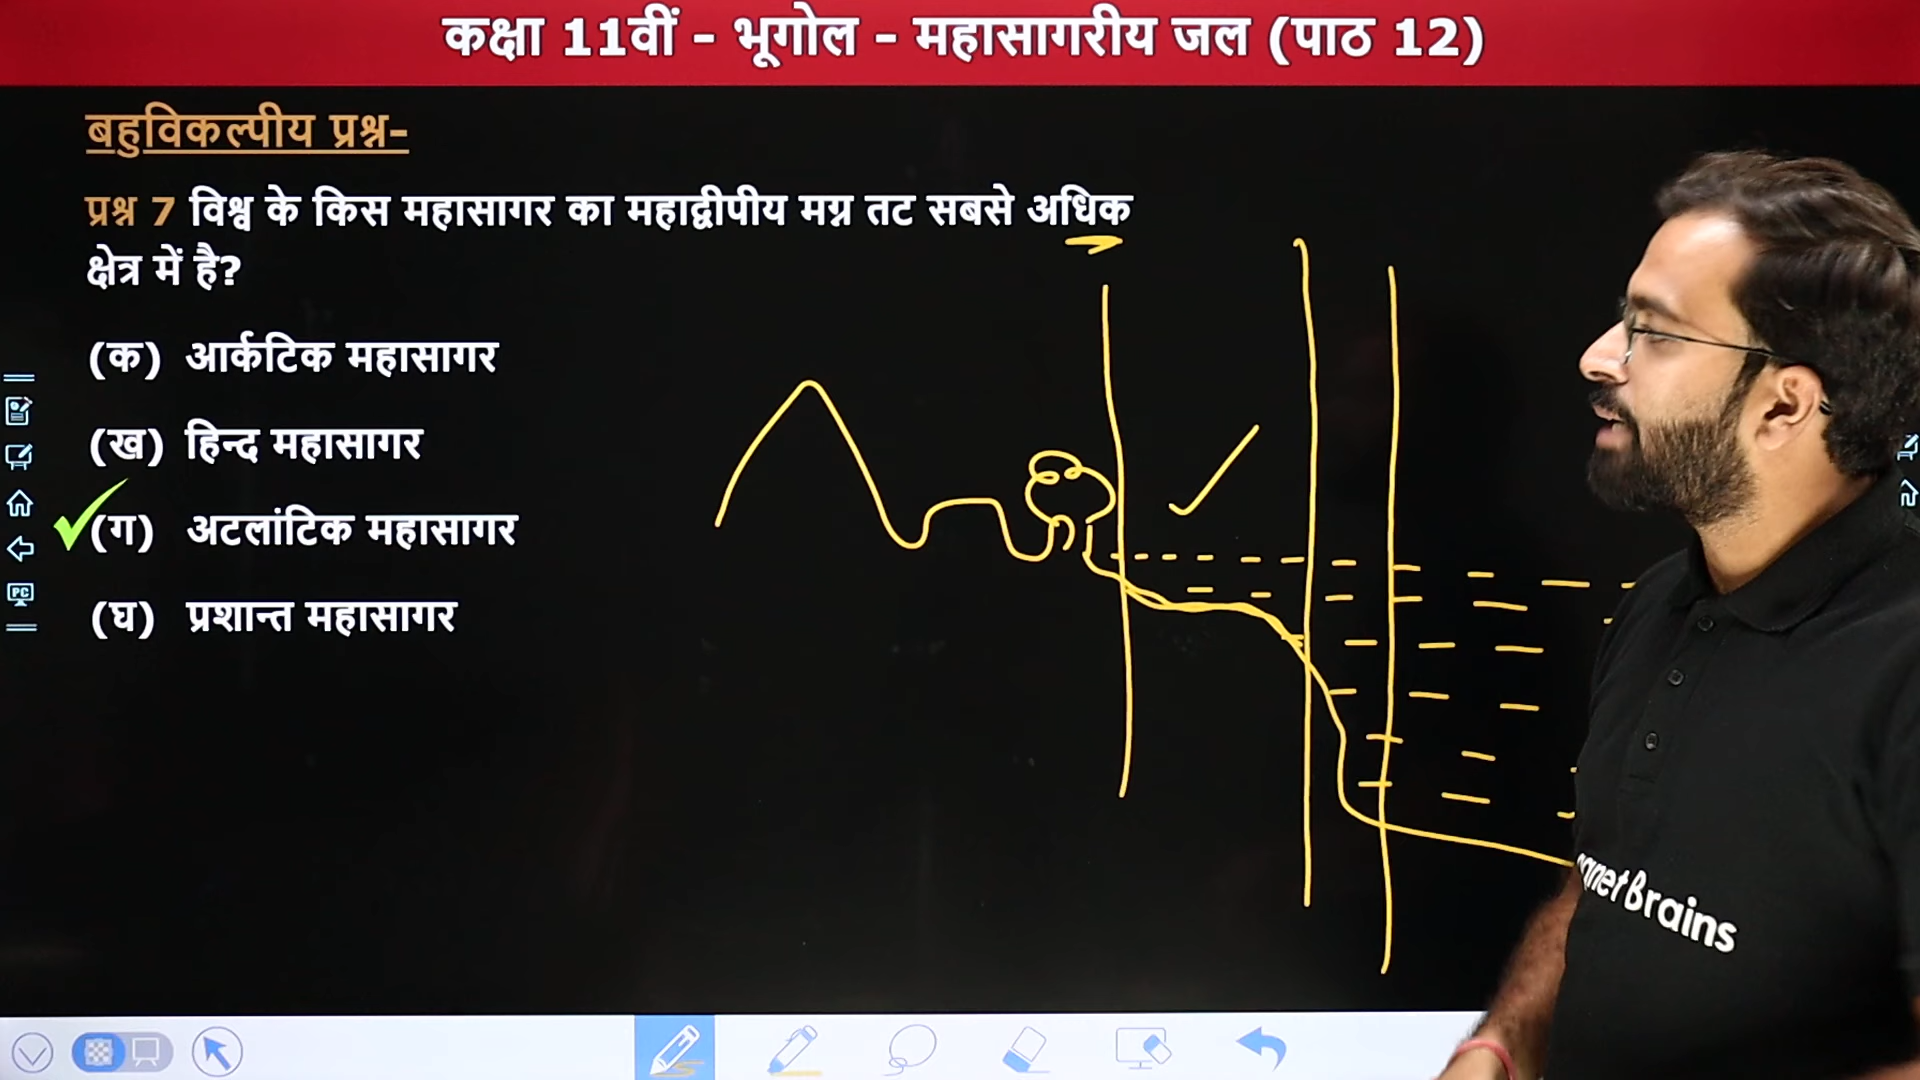 कक्षा 11वीं - भूगोल - महासागरीय जल (पाठ 12)
बहुविकल्पीय प्रश्न-
प्रश्न 7 विश्व के किस महासागर का महाद्वीपीय मग्न तट सबसे अधिक
क्षेत्र में है?
(क) आर्कटिक महासागर
(ख) हिन्द महासागर
(ग) अटलांटिक महासागर
(घ) प्रशान्त महासागर
PC
Brains